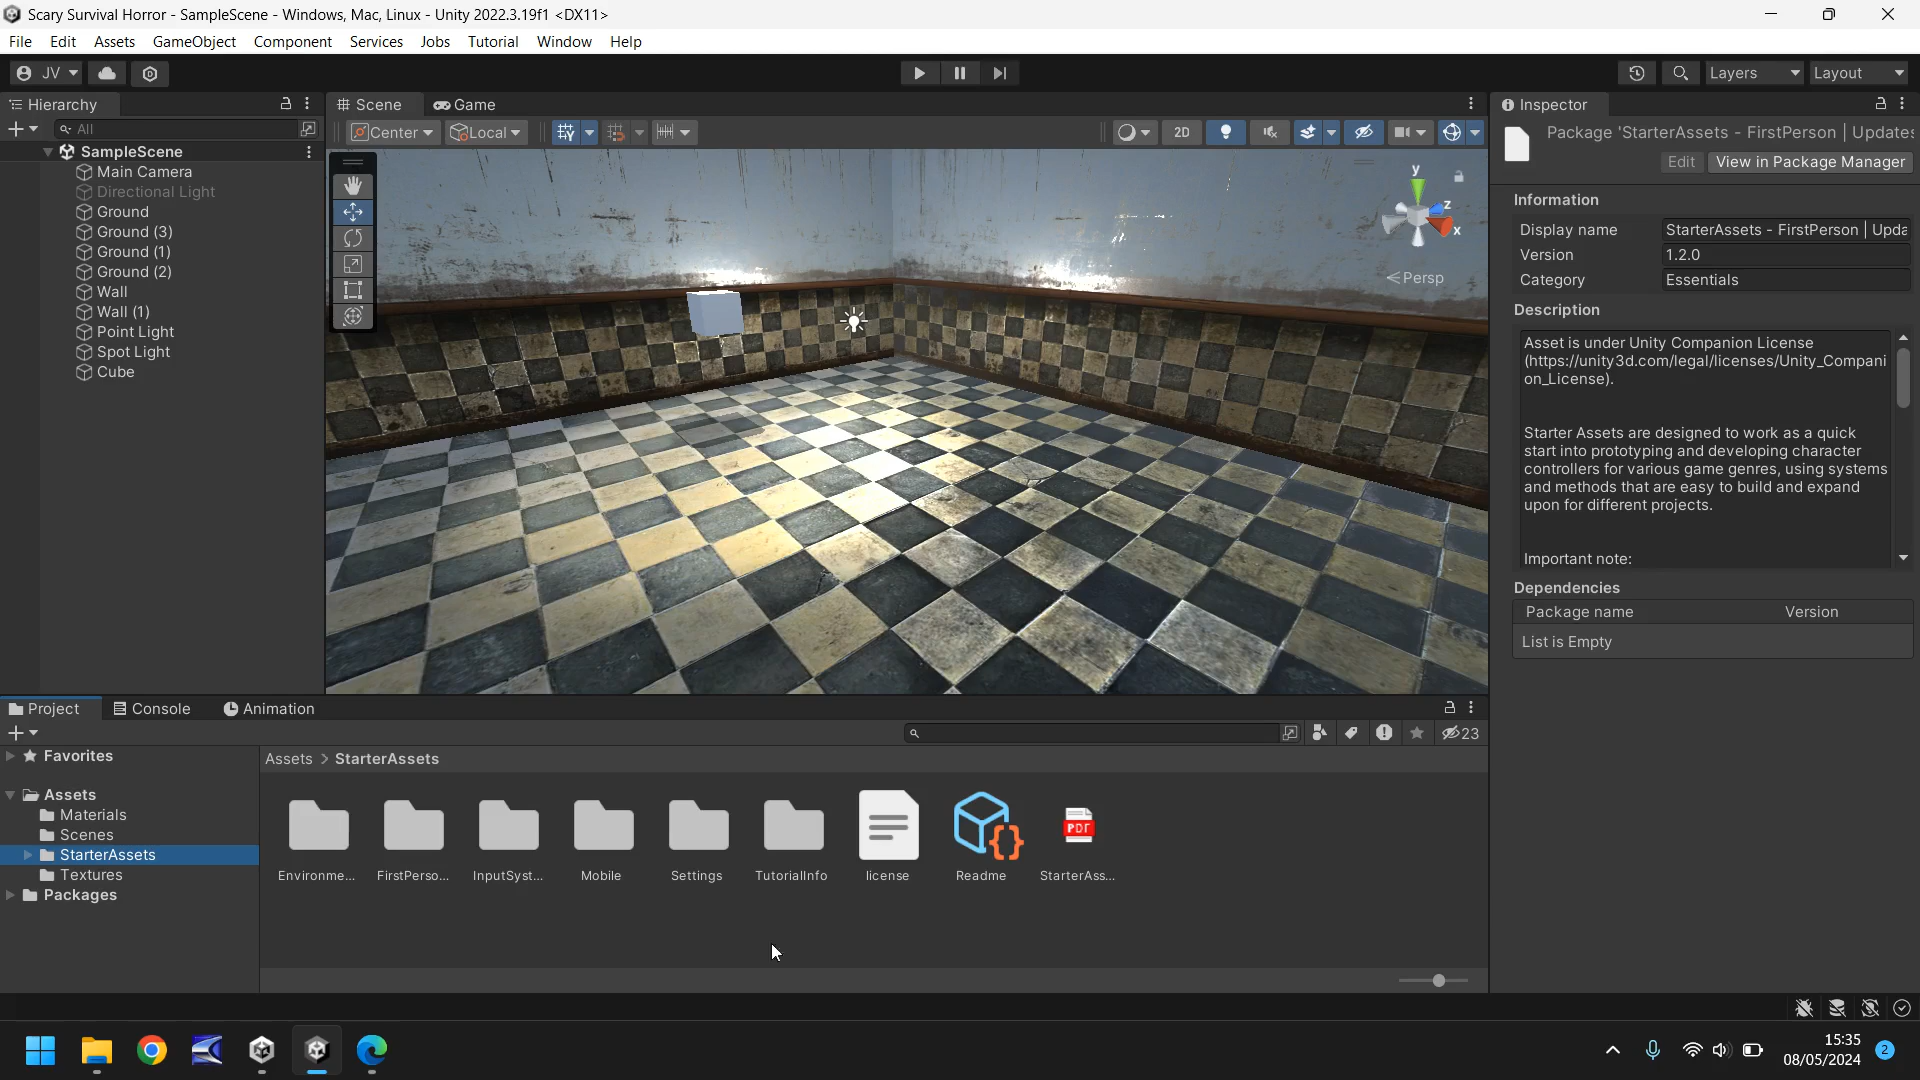 Scary Survival Horror - SampleScene - Windows, Mac, Linux - Unity 2022.3.19f1 <DX11>
File Edit Assets GameObject Component Services Jobs Tutorial Window Help
JV Layers Layout
Hierarchy
All
SampleScene
Main Camera
Directional Light
Ground
Ground (3)
Ground (1)
Ground (2)
Wall
Wall (1)
Point Light
Spot Light
Cube
Scene Game
Center Local 2D
y
z
x
Persp
Inspector
Package 'StarterAssets - FirstPerson | Updates
Edit View in Package Manager
Information
Display name StarterAssets - FirstPerson | Upda
Version 1.2.0
Category Essentials
Description
Asset is under Unity Companion License
(https://unity3d.com/legal/licenses/Unity_Compani
on_License).
Starter Assets are designed to work as a quick
start into prototyping and developing character
controllers for various game genres, using systems
and methods that are easy to build and expand
upon for different projects.
Important note:
Dependencies
Package name Version
List is Empty
Project Console Animation
23
Favorites
Assets
Materials
Scenes
StarterAssets
Textures
Packages
Assets > StarterAssets
Environme... FirstPerso... InputSyst... Mobile Settings TutorialInfo license Readme StarterAss...
PDF
15:35
08/05/2024
2